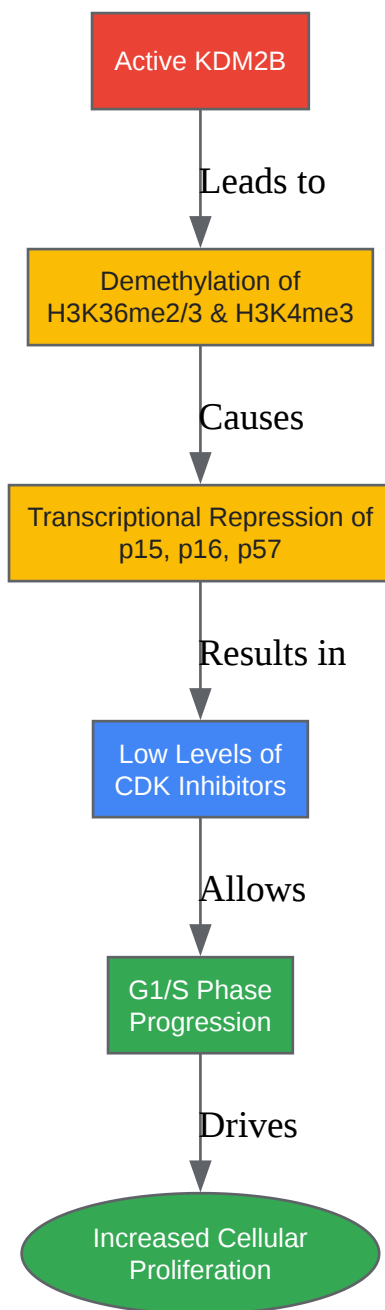 Active KDM2B
Leads to
Demethylation of
H3K36me2/3 & H3K4me3
Causes
Transcriptional Repression of
p15, p16, p57
Results in
Low Levels of
CDK Inhibitors
Allows
G1/S Phase
Progression
Drives
Increased Cellular
Proliferation